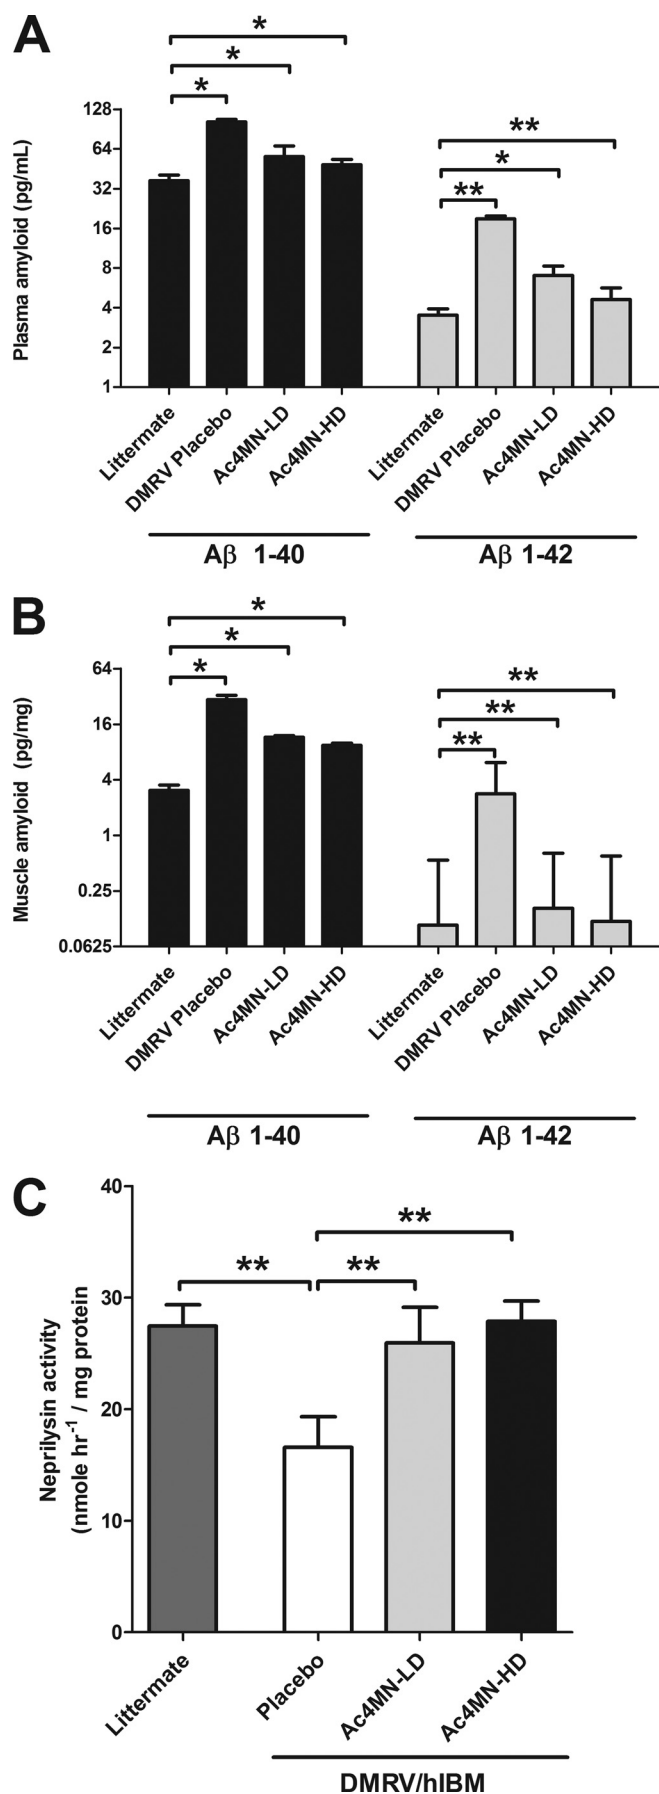 A
*
*
*
128
64
32
16
8
4
2
1
**
*
**
Plasma amyloid (pg/mL)
Littermate
DMRV Placebo
Ac4MN-LD
Ac4MN-HD
Littermate
DMRV Placebo
Ac4MN-LD
Ac4MN-HD
Aβ 1-40
Aβ 1-42
B
*
*
*
64
16
4
1
0.25
0.0625
**
**
**
Muscle amyloid (pg/mg)
Littermate
DMRV Placebo
Ac4MN-LD
Ac4MN-HD
Littermate
DMRV Placebo
Ac4MN-LD
Ac4MN-HD
Aβ 1-40
Aβ 1-42
C
40
30
20
10
0
**
** **
Neprilysin activity
(nmole hr⁻¹ / mg protein
Littermate
Placebo
Ac4MN-LD
Ac4MN-HD
DMRV/hIBM